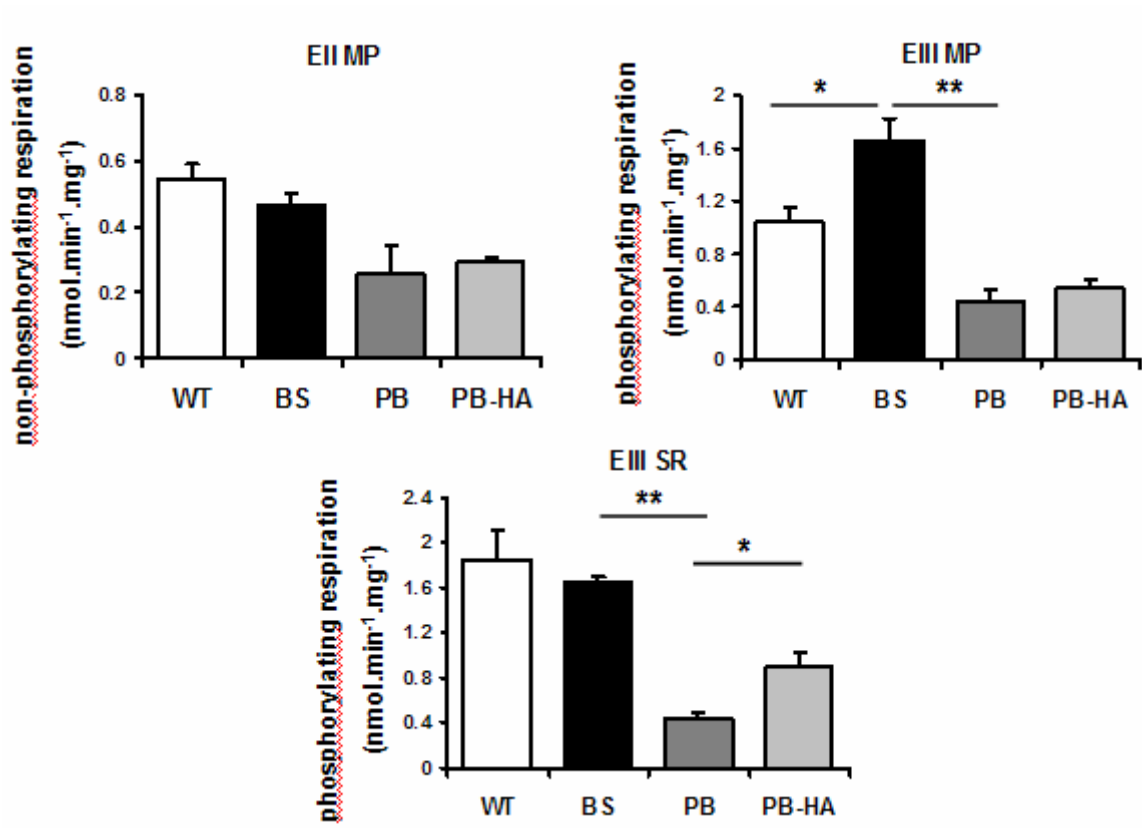 EII MP
non-phosphorylating respiration
(nmol.min-1.mg-1)
0.8
0.6
0.4
0.2
0
WT BS PB PB-HA
EIII MP
phosphorylating respiration
(nmol.min-1.mg-1)
2
1.6
1.2
0.8
0.4
0
* **
WT BS PB PB-HA
EIII SR
phosphorylating respiration
(nmol.min-1.mg-1)
2.4
2
1.6
1.2
0.8
0.4
0
**
*
WT BS PB PB-HA